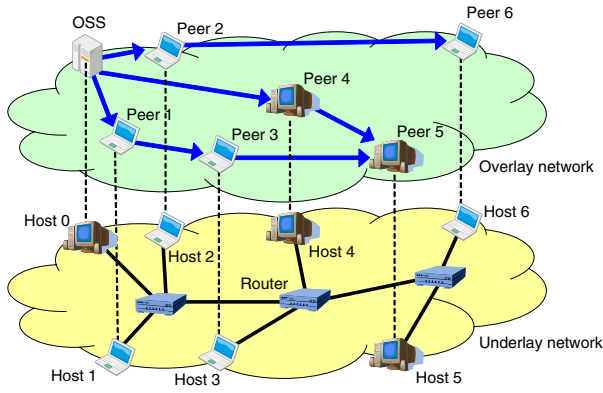 Peer 6
OSS
Peer 2
Peer 4
Peer 1
Peer 3
Peer 5
Overlay network
Host 0
Host 6
Host 2
Host 4
Router
Underlay network
Host 1
Host 3
Host 5